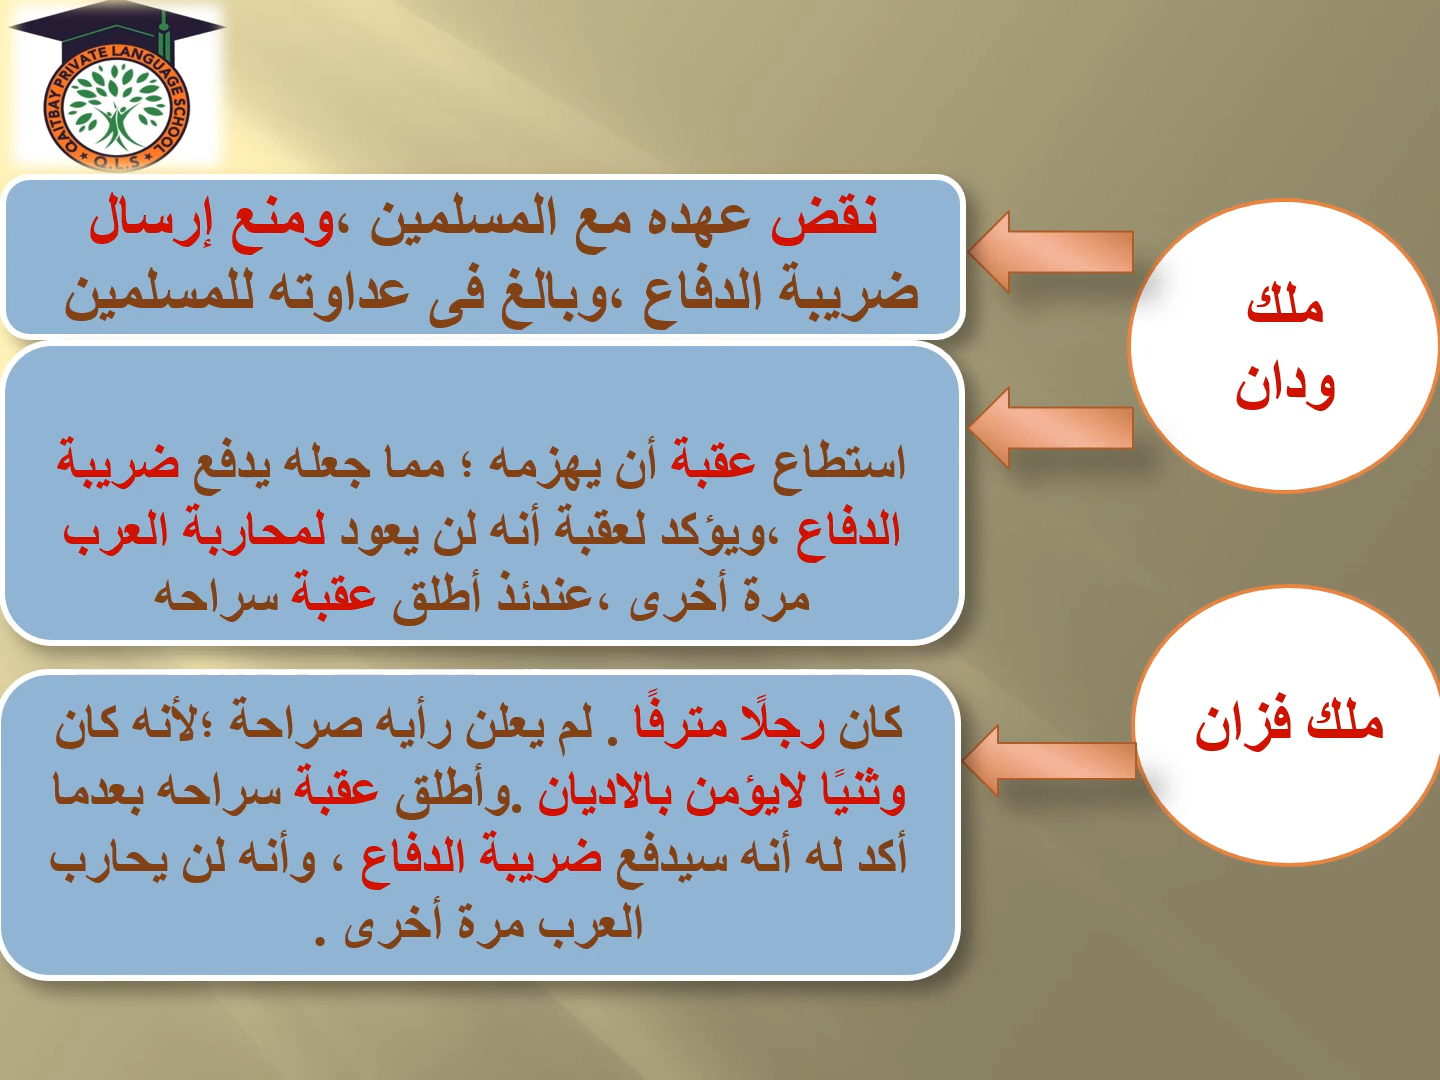 QAITBAY PRIVATE LANGUAGE SCHOOL
Q.L.S
ملك
ودان
نقض عهده مع المسلمين ،ومنع إرسال
ضريبة الدفاع ،وبالغ فى عداوته للمسلمين
استطاع عقبة أن يهزمه ؛ مما جعله يدفع ضريبة
الدفاع ،ويؤكد لعقبة أنه لن يعود لمحاربة العرب
مرة أخرى ،عندئذ أطلق عقبة سراحه
ملك فزان
كان رجلًا مترفًا . لم يعلن رأيه صراحة ؛لأنه كان
وثنيًا لايؤمن بالاديان .وأطلق عقبة سراحه بعدما
أكد له أنه سيدفع ضريبة الدفاع ، وأنه لن يحارب
العرب مرة أخرى .